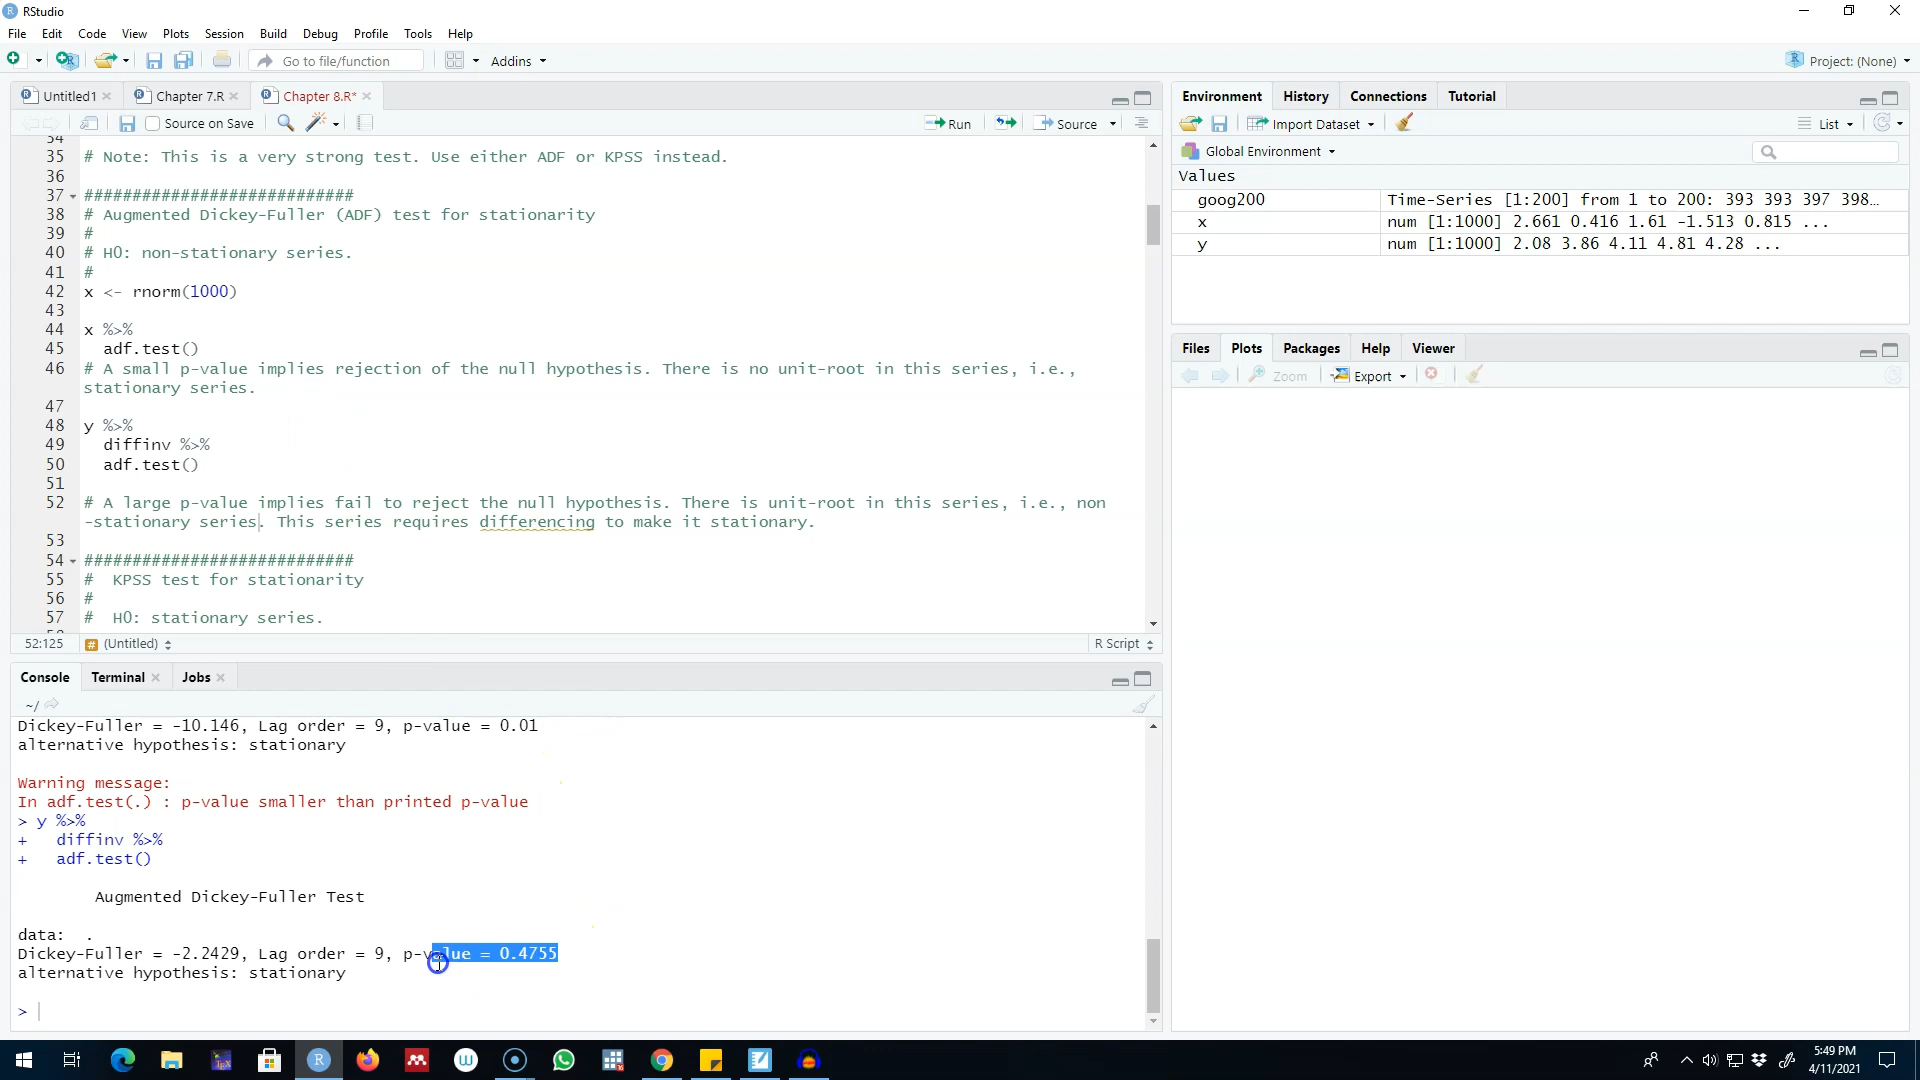 RStudio
File Edit Code View Plots Session Build Debug Profile Tools Help
Go to file/function Addins Project: (None)
Untitled1 Chapter 7.R Chapter 8.R*
Source on Save Run Source
34
35 # Note: This is a very strong test. Use either ADF or KPSS instead.
36
37 ############################
38 # Augmented Dickey-Fuller (ADF) test for stationarity
39 #
40 # H0: non-stationary series.
41 #
42 x <- rnorm(1000)
43
44 x %>%
45 adf.test()
46 # A small p-value implies rejection of the null hypothesis. There is no unit-root in this series, i.e.,
stationary series.
47
48 y %>%
49 diffinv %>%
50 adf.test()
51
52 # A large p-value implies fail to reject the null hypothesis. There is unit-root in this series, i.e., non
-stationary series. This series requires differencing to make it stationary.
53
54 ############################
55 # KPSS test for stationarity
56 #
57 # H0: stationary series.
52:125 (Untitled) R Script
Console Terminal Jobs
~/
Dickey-Fuller = -10.146, Lag order = 9, p-value = 0.01
alternative hypothesis: stationary
Warning message:
In adf.test(.) : p-value smaller than printed p-value
> y %>%
+ diffinv %>%
+ adf.test()
Augmented Dickey-Fuller Test
data: .
Dickey-Fuller = -2.2429, Lag order = 9, p-value = 0.4755
alternative hypothesis: stationary
>
Environment History Connections Tutorial
Import Dataset List
Global Environment
Values
goog200 Time-Series [1:200] from 1 to 200: 393 393 397 398…
x num [1:1000] 2.661 0.416 1.61 -1.513 0.815 ...
y num [1:1000] 2.08 3.86 4.11 4.81 4.28 ...
Files Plots Packages Help Viewer
Zoom Export
5:49 PM
4/11/2021